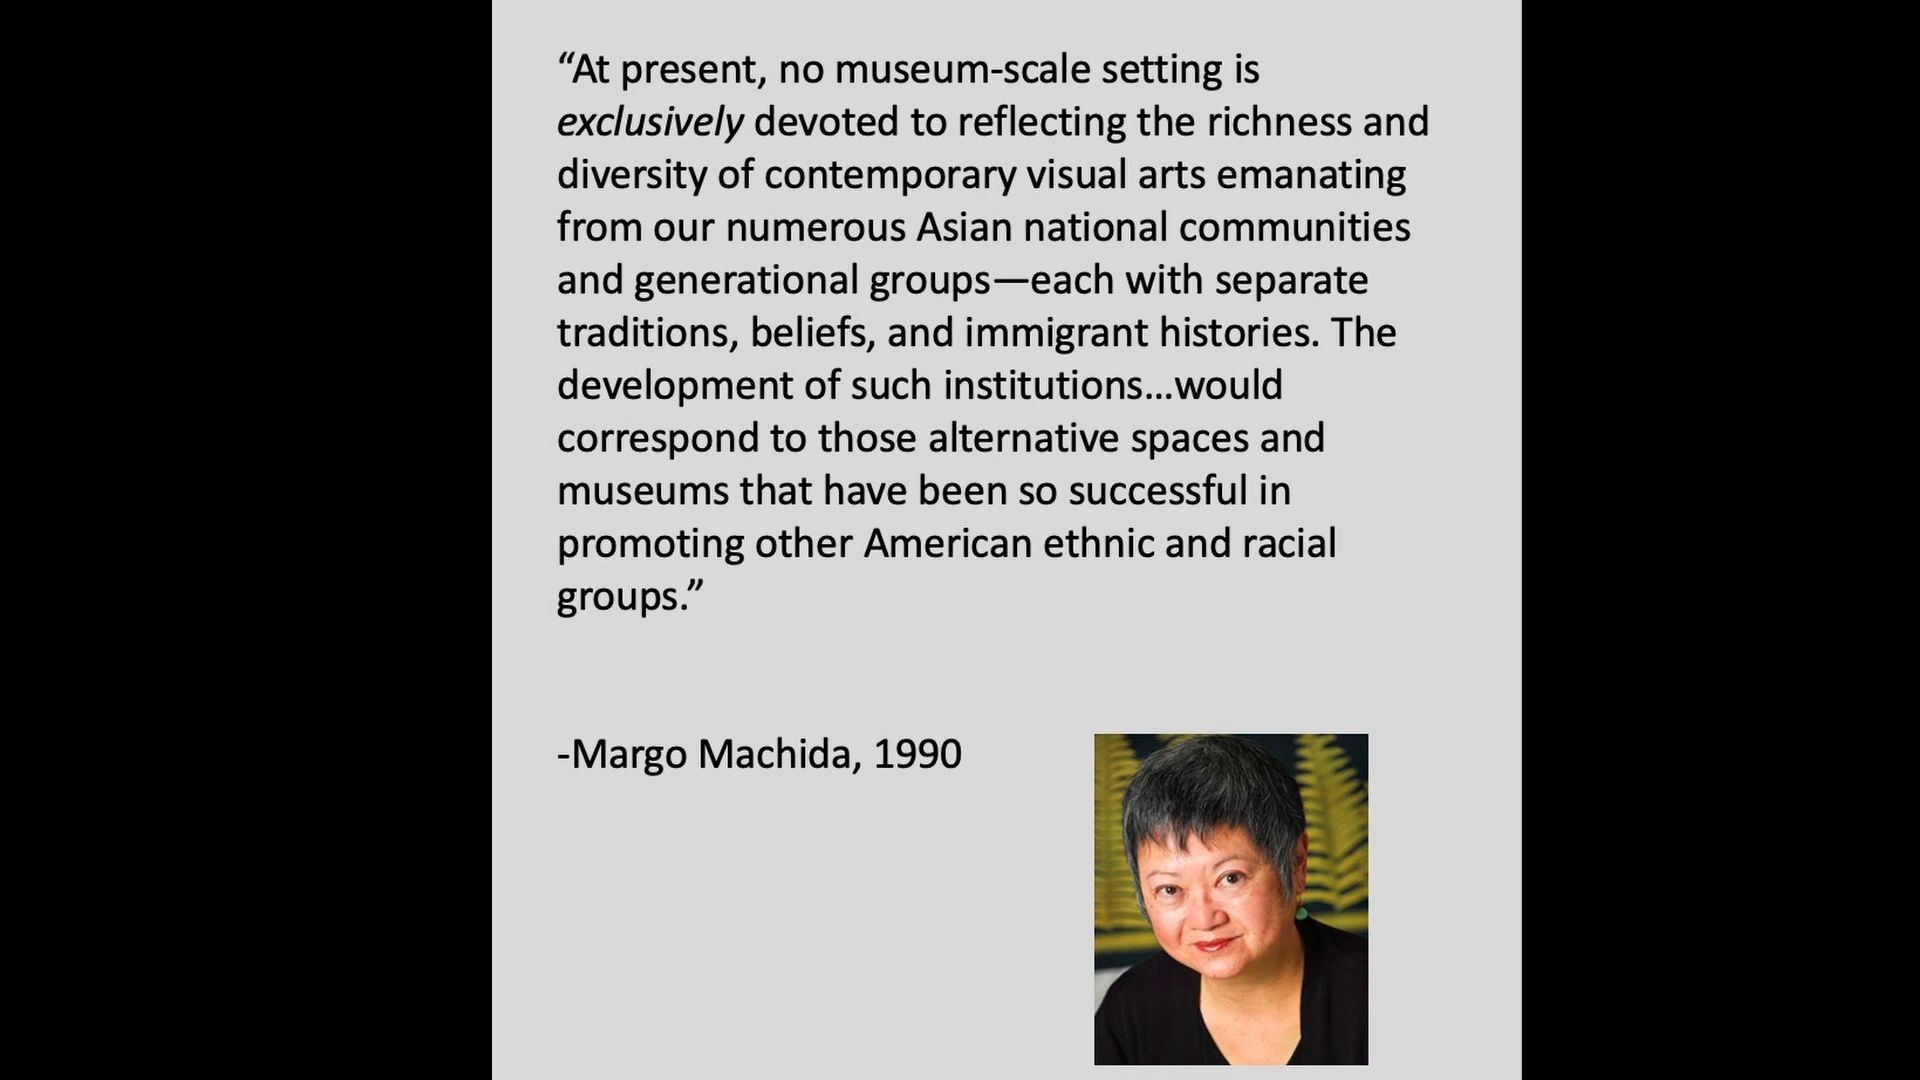 “At present, no museum-scale setting is
exclusively devoted to reflecting the richness and
diversity of contemporary visual arts emanating
from our numerous Asian national communities
and generational groups—each with separate
traditions, beliefs, and immigrant histories. The
development of such institutions…would
correspond to those alternative spaces and
museums that have been so successful in
promoting other American ethnic and racial
groups.”
-Margo Machida, 1990